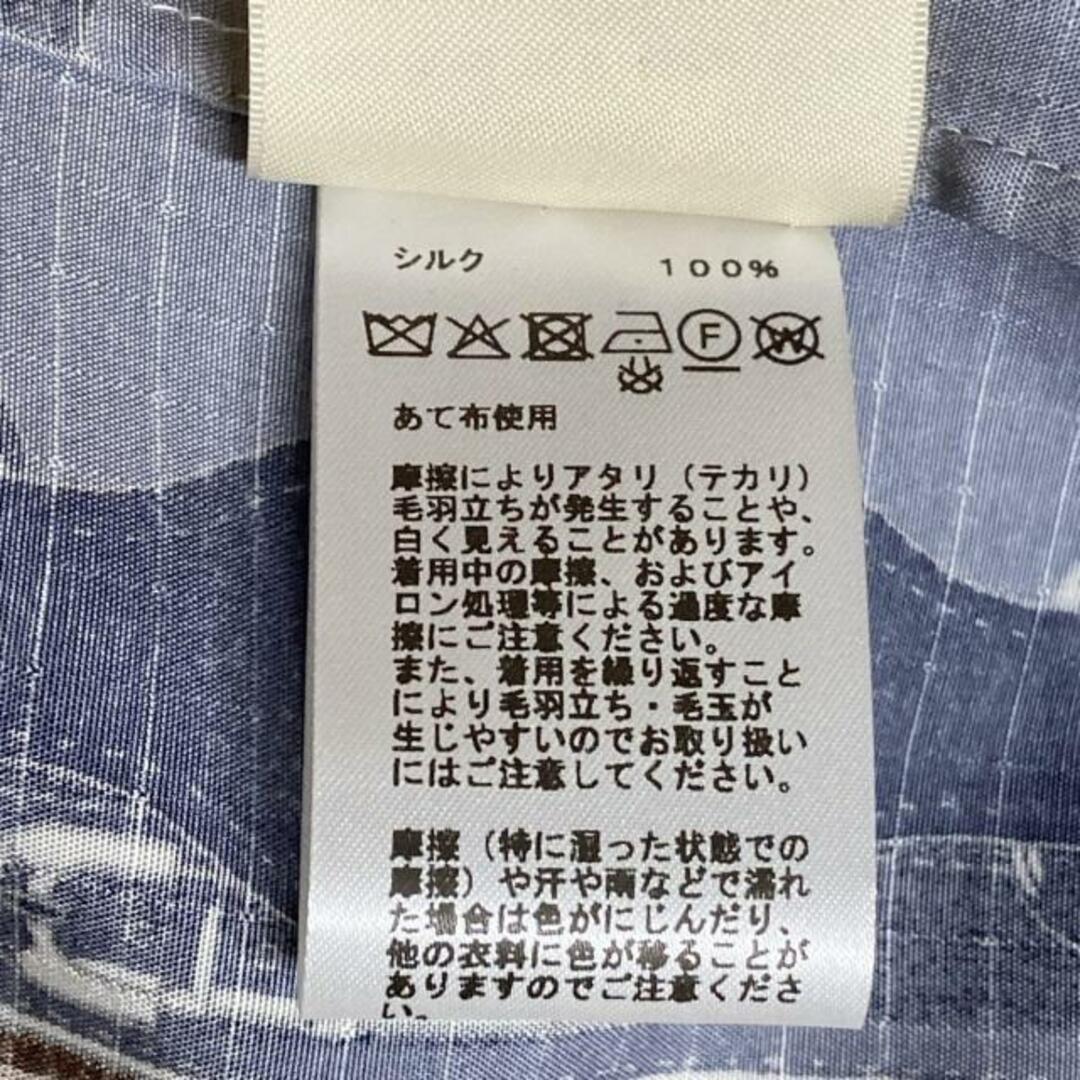 シルク 100%
F W
あて布使用
摩擦によりアタリ（テカリ）
毛羽立ちが発生することや、
白く見えることがあります。
着用中の摩擦、およびアイ
ロン処理等による過度な摩
擦にご注意ください。
また、着用を繰り返すこと
により毛羽立ち・毛玉が
生じやすいのでお取り扱い
にはご注意してください。
摩擦（特に湿った状態での
摩擦）や汗や雨などで濡れ
た場合は色がにじんだり、
他の衣料に色が移ることが
ありますのでご注意くださ
い。